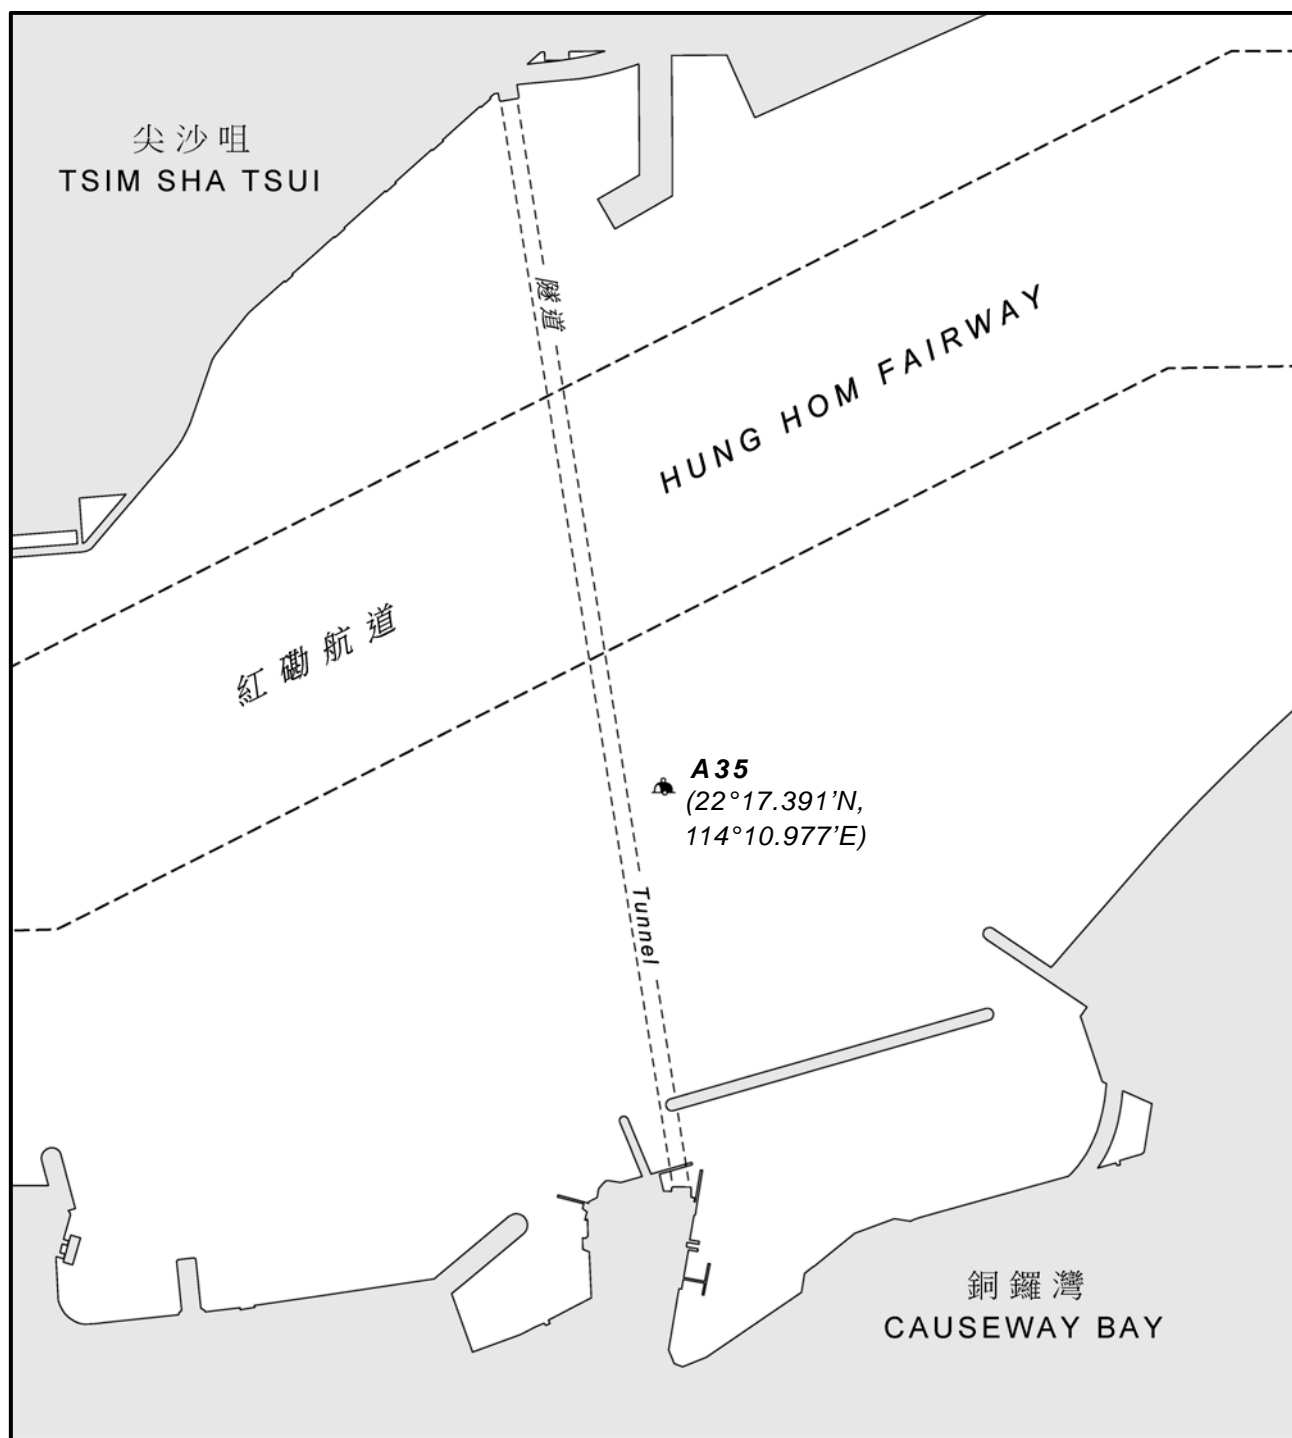 尖沙咀
TSIM SHA TSUI
隧道
HUNG HOM FAIRWAY
紅磡航道
A35
(22°17.391’N,
114°10.977’E)
Tunnel
銅鑼灣
CAUSEWAY BAY